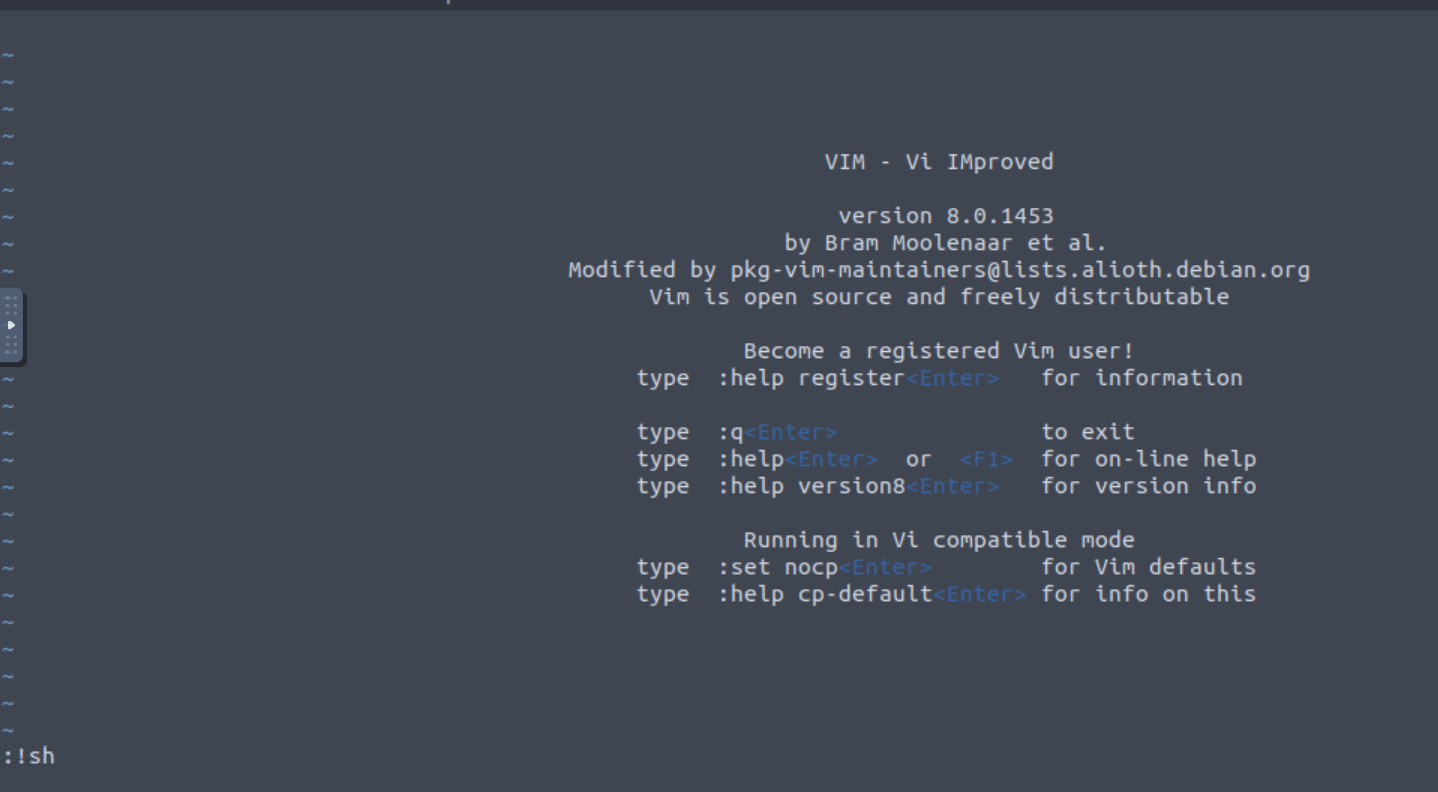 ~
~
~
~
~
VIM - Vi IMproved
~
~
version 8.0.1453
~
by Bram Moolenaar et al.
~
Modified by pkg-vim-maintainers@lists.alioth.debian.org
Vim is open source and freely distributable
Become a registered Vim user!
~
type :help register<Enter> for information
~
~
type :q<Enter> to exit
~
type :help<Enter> or <F1> for on-line help
~
type :help version8<Enter> for version info
~
~
Running in Vi compatible mode
~
type :set nocp<Enter> for Vim defaults
~
type :help cp-default<Enter> for info on this
~
~
~
~
~
:!sh